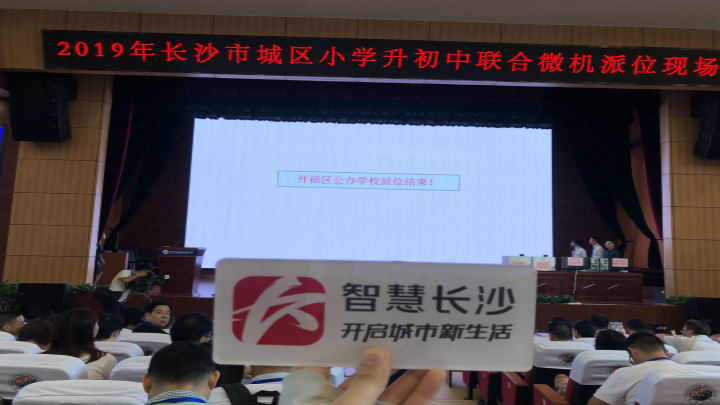 2019年长沙市城区小学升初中联合微机派位现场
开福区公办学校派位结束！
智慧长沙
开启城市新生活